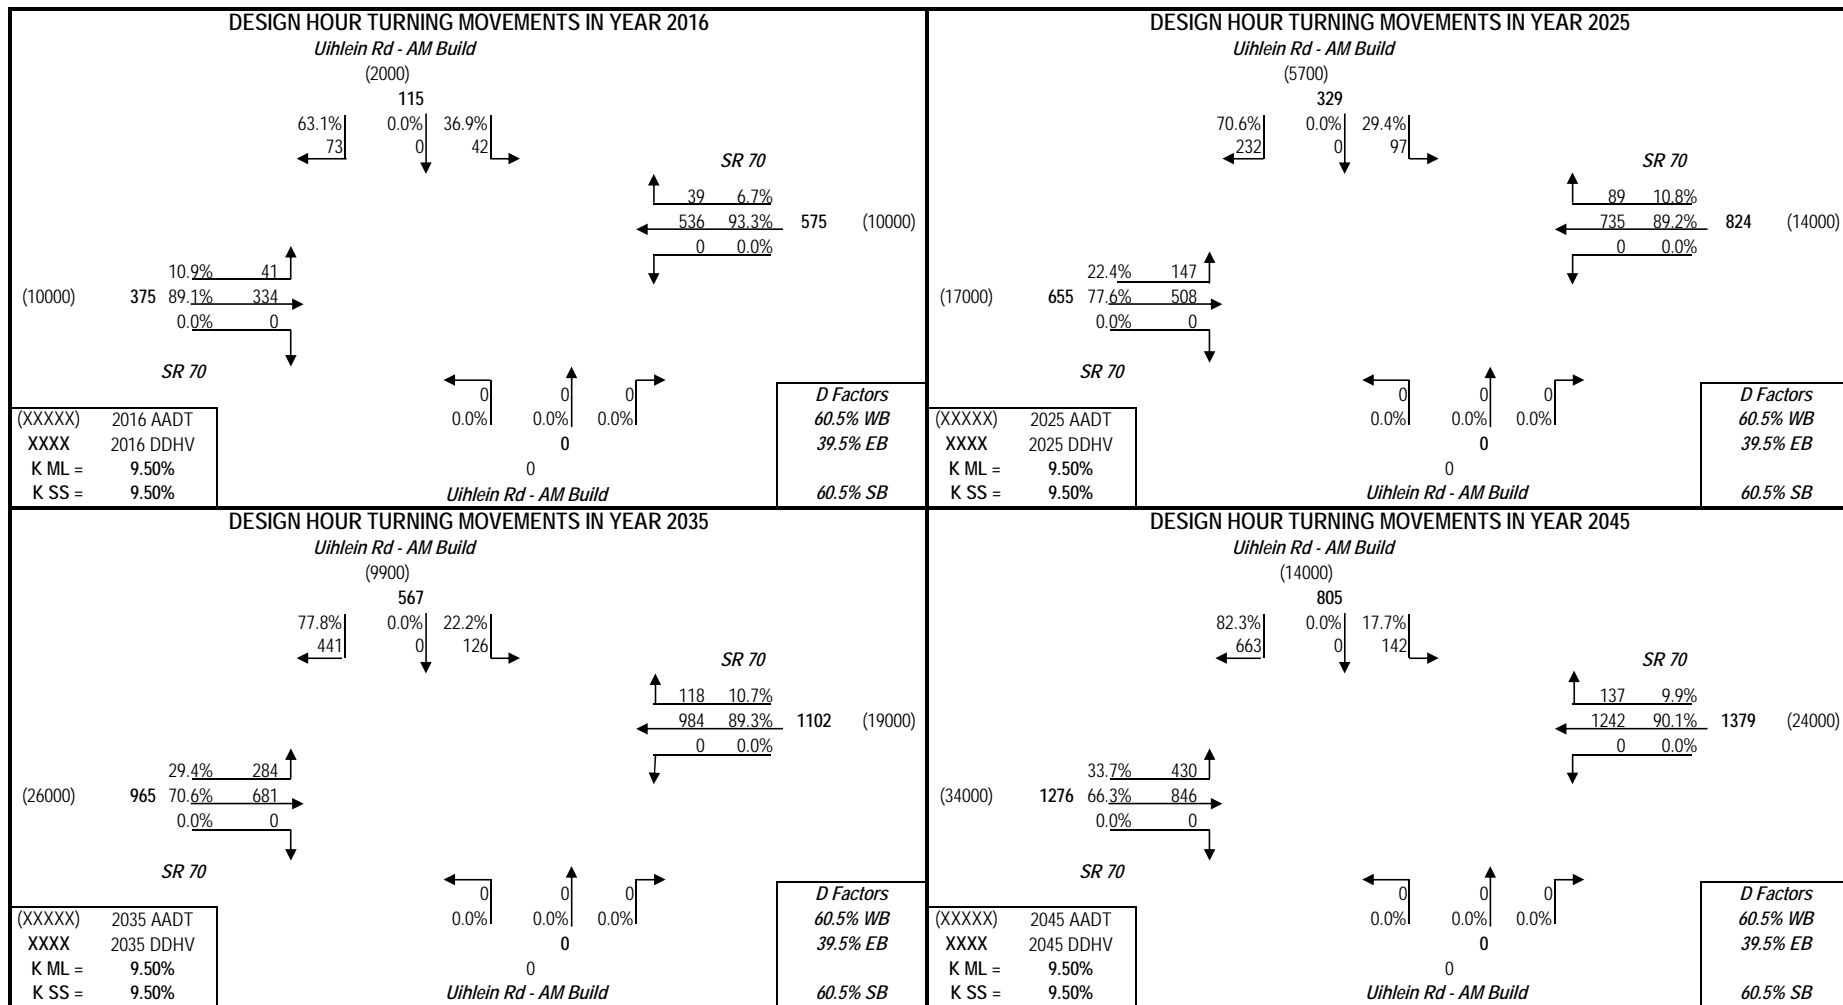 DESIGN HOUR TURNING MOVEMENTS IN YEAR 2016
Uihlein Rd - AM Build
(2000)
115
63.1% 0.0% 36.9%
73 0 42
SR 70
39 6.7%
536 93.3% 575 (10000)
0 0.0%
10.9% 41
(10000) 375 89.1% 334
0.0% 0
SR 70
0 0 0
0.0% 0.0% 0.0%
0
0
Uihlein Rd - AM Build
(XXXXX) 2016 AADT
XXXX 2016 DDHV
K ML = 9.50%
K SS = 9.50%
D Factors
60.5% WB
39.5% EB
60.5% SB
DESIGN HOUR TURNING MOVEMENTS IN YEAR 2025
Uihlein Rd - AM Build
(5700)
329
70.6% 0.0% 29.4%
232 0 97
SR 70
89 10.8%
735 89.2% 824 (14000)
0 0.0%
22.4% 147
(17000) 655 77.6% 508
0.0% 0
SR 70
0 0 0
0.0% 0.0% 0.0%
0
0
Uihlein Rd - AM Build
(XXXXX) 2025 AADT
XXXX 2025 DDHV
K ML = 9.50%
K SS = 9.50%
D Factors
60.5% WB
39.5% EB
60.5% SB
DESIGN HOUR TURNING MOVEMENTS IN YEAR 2035
Uihlein Rd - AM Build
(9900)
567
77.8% 0.0% 22.2%
441 0 126
SR 70
118 10.7%
984 89.3% 1102 (19000)
0 0.0%
29.4% 284
(26000) 965 70.6% 681
0.0% 0
SR 70
0 0 0
0.0% 0.0% 0.0%
0
0
Uihlein Rd - AM Build
(XXXXX) 2035 AADT
XXXX 2035 DDHV
K ML = 9.50%
K SS = 9.50%
D Factors
60.5% WB
39.5% EB
60.5% SB
DESIGN HOUR TURNING MOVEMENTS IN YEAR 2045
Uihlein Rd - AM Build
(14000)
805
82.3% 0.0% 17.7%
663 0 142
SR 70
137 9.9%
1242 90.1% 1379 (24000)
0 0.0%
33.7% 430
(34000) 1276 66.3% 846
0.0% 0
SR 70
0 0 0
0.0% 0.0% 0.0%
0
0
Uihlein Rd - AM Build
(XXXXX) 2045 AADT
XXXX 2045 DDHV
K ML = 9.50%
K SS = 9.50%
D Factors
60.5% WB
39.5% EB
60.5% SB